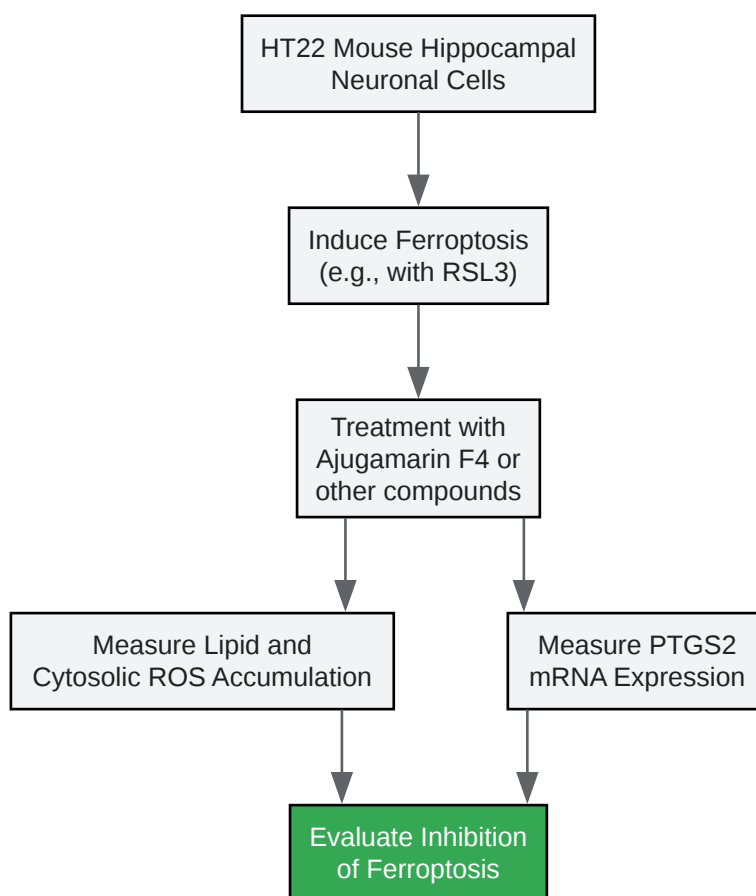 HT22 Mouse Hippocampal
Neuronal Cells
Induce Ferroptosis
(e.g., with RSL3)
Treatment with
Ajugamarin F4 or
other compounds
Measure Lipid and
Cytosolic ROS Accumulation
Measure PTGS2
mRNA Expression
Evaluate Inhibition
of Ferroptosis